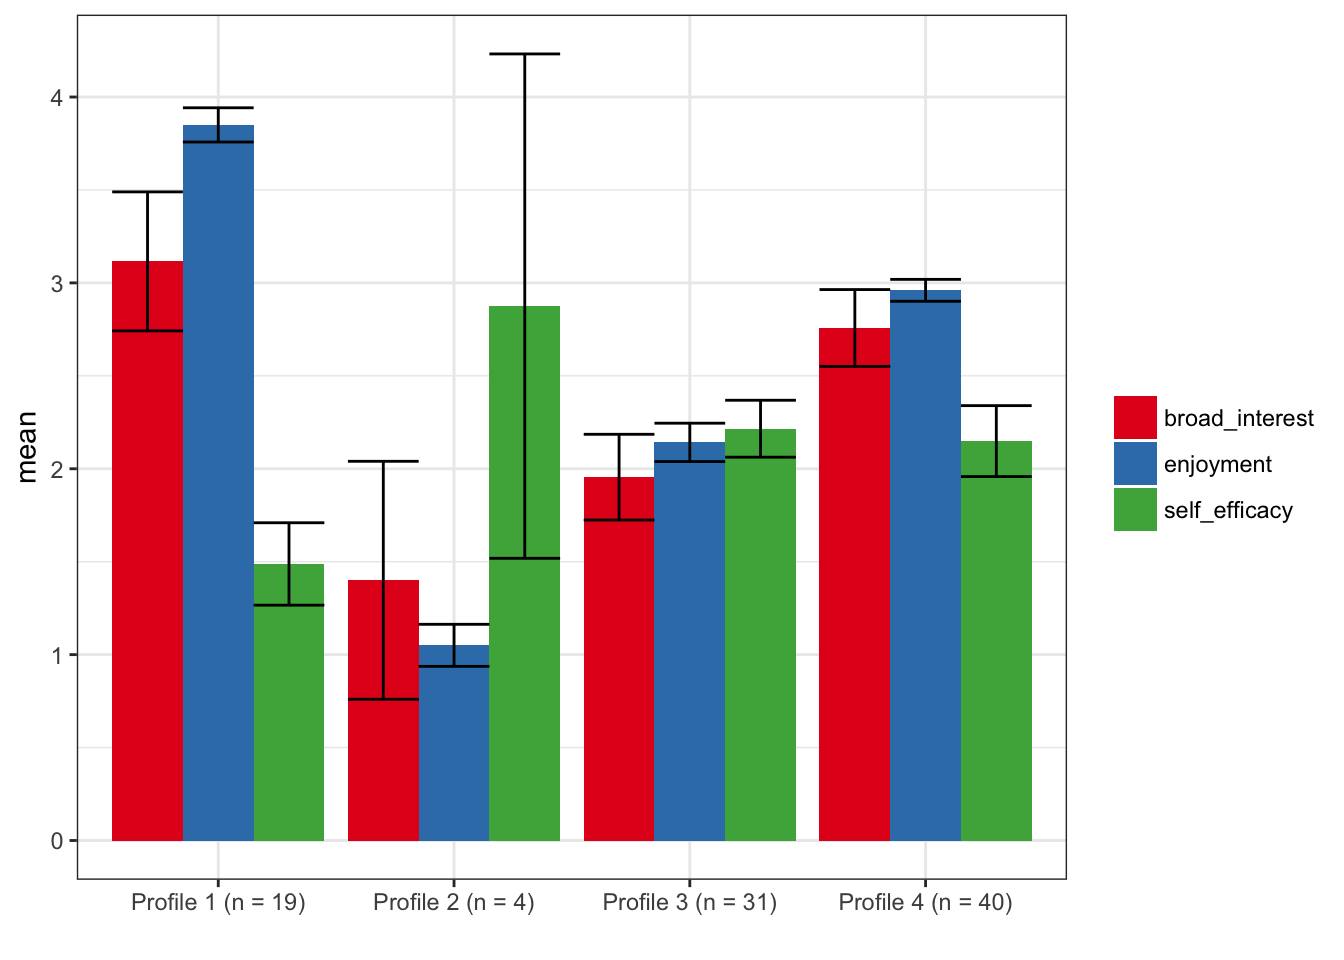 mean
4
3
2
1
0
Profile 1 (n = 19)
Profile 2 (n = 4)
Profile 3 (n = 31)
Profile 4 (n = 40)
broad_interest
enjoyment
self_efficacy